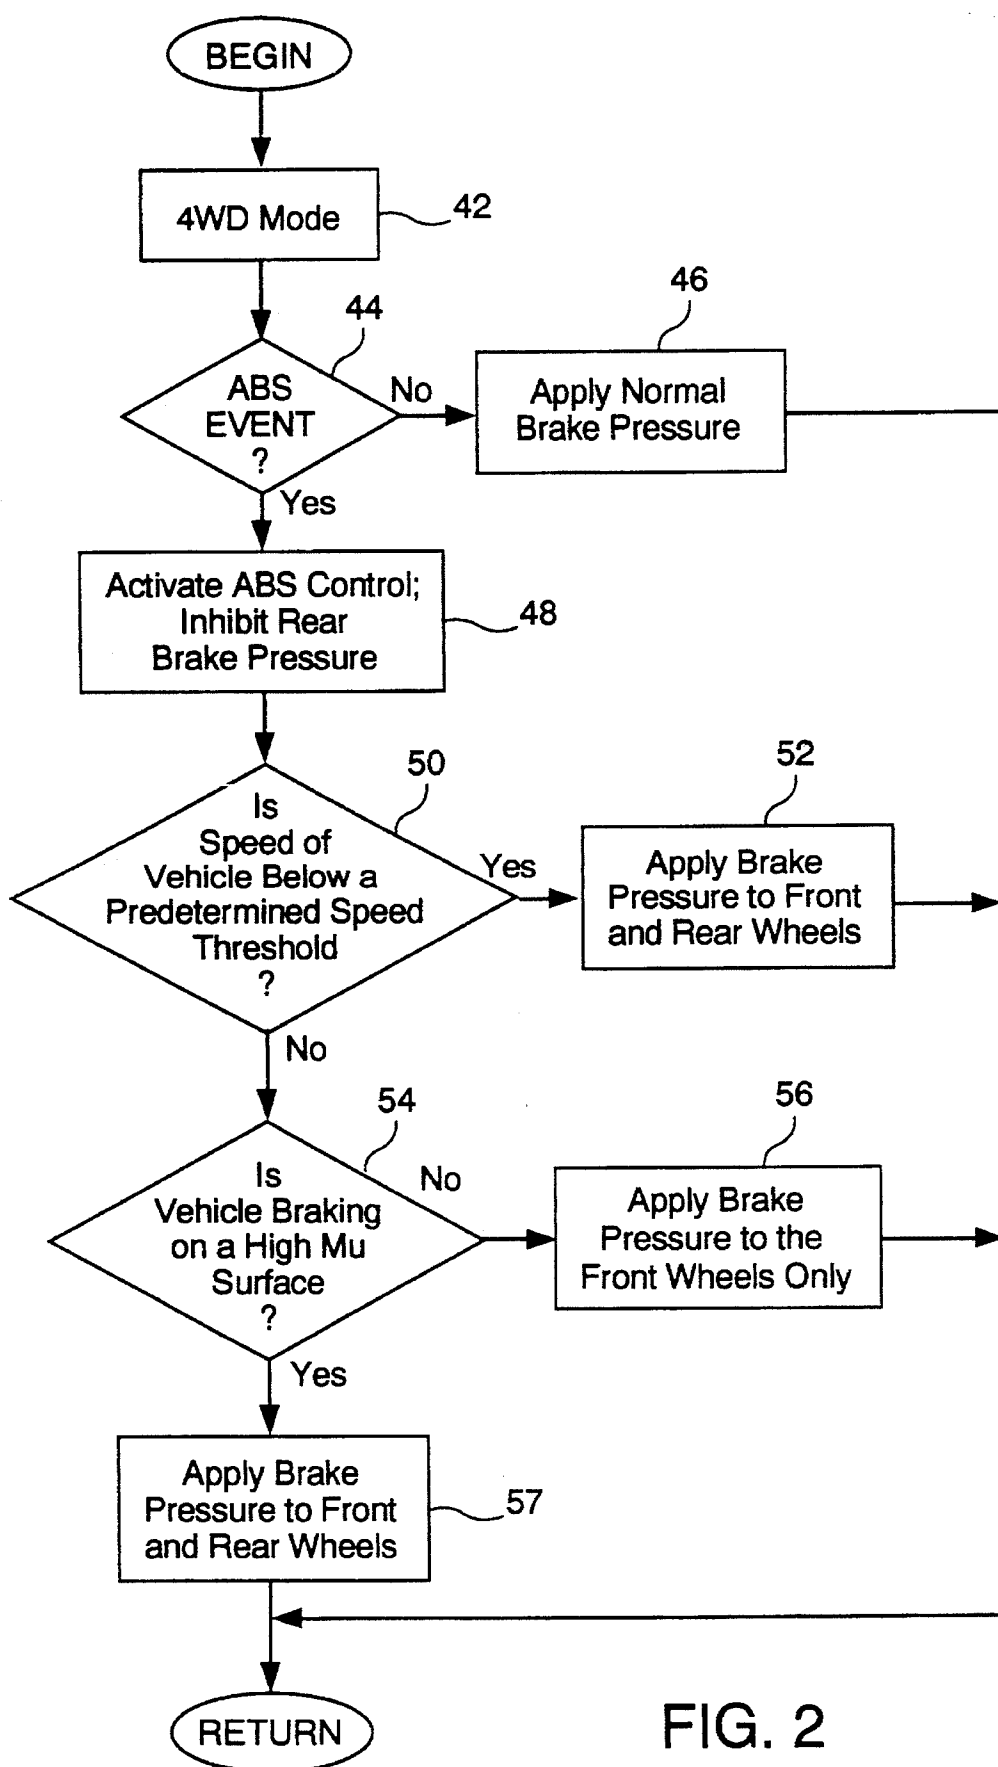 BEGIN
4WD Mode
42
44
ABS
EVENT
?
No
46
Apply Normal
Brake Pressure
Yes
Activate ABS Control;
Inhibit Rear
Brake Pressure
48
50
Is
Speed of
Vehicle Below a
Predetermined Speed
Threshold
?
Yes
52
Apply Brake
Pressure to Front
and Rear Wheels
No
54
Is
Vehicle Braking
on a High Mu
Surface
?
No
56
Apply Brake
Pressure to the
Front Wheels Only
Yes
Apply Brake
Pressure to Front
and Rear Wheels
57
RETURN
FIG. 2